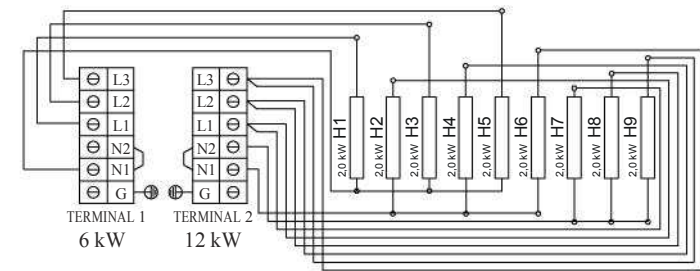 L3
L2
L1
N2
N1
G
TERMINAL 1
6 kW
L3
L2
L1
N2
N1
G
TERMINAL 2
12 kW
2,0 kW H1
2,0 kW H2
2,0 kW H3
2,0 kW H4
2,0 kW H5
2,0 kW H6
2,0 kW H7
2,0 kW H8
2,0 kW H9